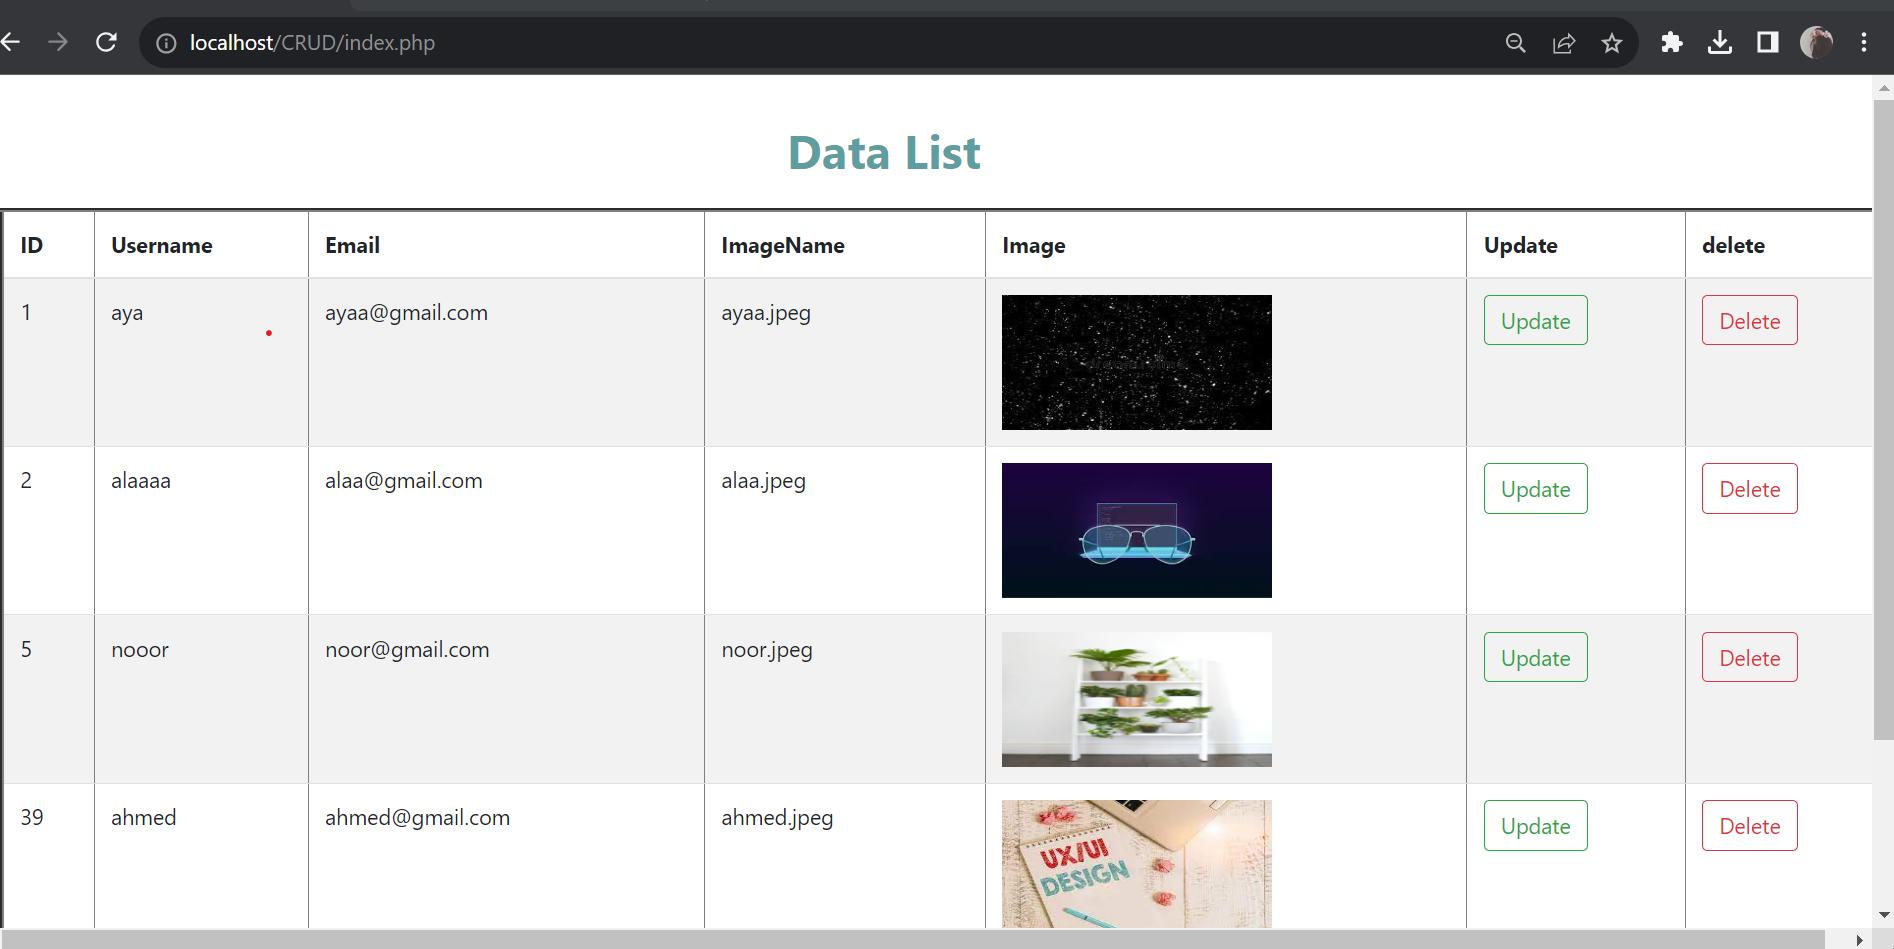 localhost/CRUD/index.php
Data List
ID Username Email ImageName Image Update delete
1 aya ayaa@gmail.com ayaa.jpeg Update Delete
2 alaaaa alaa@gmail.com alaa.jpeg Update Delete
5 nooor noor@gmail.com noor.jpeg Update Delete
39 ahmed ahmed@gmail.com ahmed.jpeg Update Delete
UX/UI
DESIGN